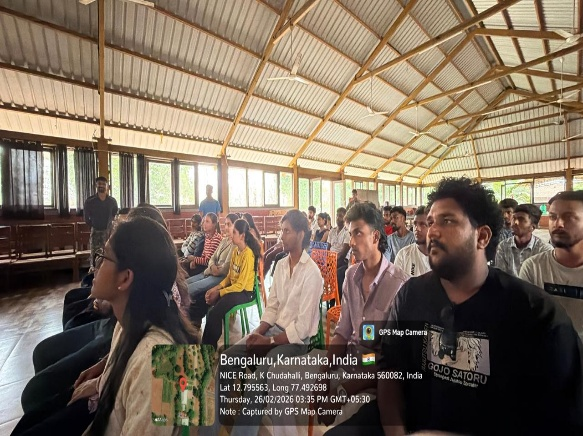 GPS Map Camera
GOJO SATORU
Bengaluru,Karnataka,India
NICE Road, K Chudahalli, Bengaluru, Karnataka 560082, India
Lat 12.795563, Long 77.492698
Thursday, 26/02/2026 03:35 PM GMT+05:30
Note : Captured by GPS Map Camera